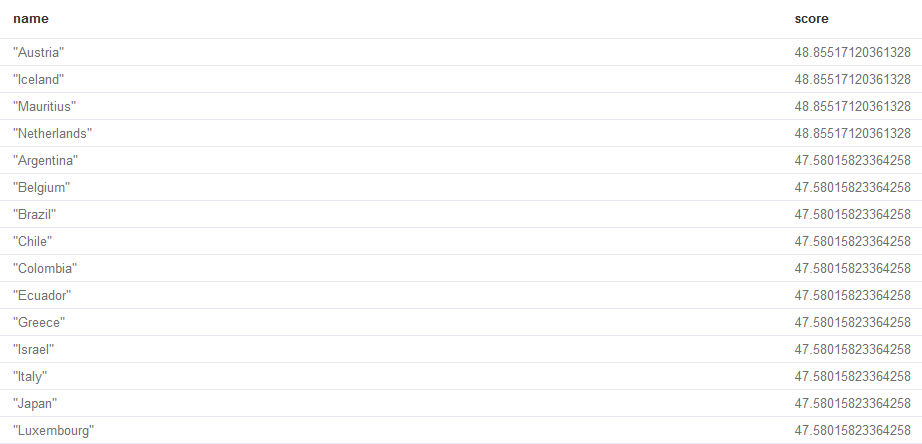 name score
"Austria" 48.85517120361328
"Iceland" 48.85517120361328
"Mauritius" 48.85517120361328
"Netherlands" 48.85517120361328
"Argentina" 47.58015823364258
"Belgium" 47.58015823364258
"Brazil" 47.58015823364258
"Chile" 47.58015823364258
"Colombia" 47.58015823364258
"Ecuador" 47.58015823364258
"Greece" 47.58015823364258
"Israel" 47.58015823364258
"Italy" 47.58015823364258
"Japan" 47.58015823364258
"Luxembourg" 47.58015823364258